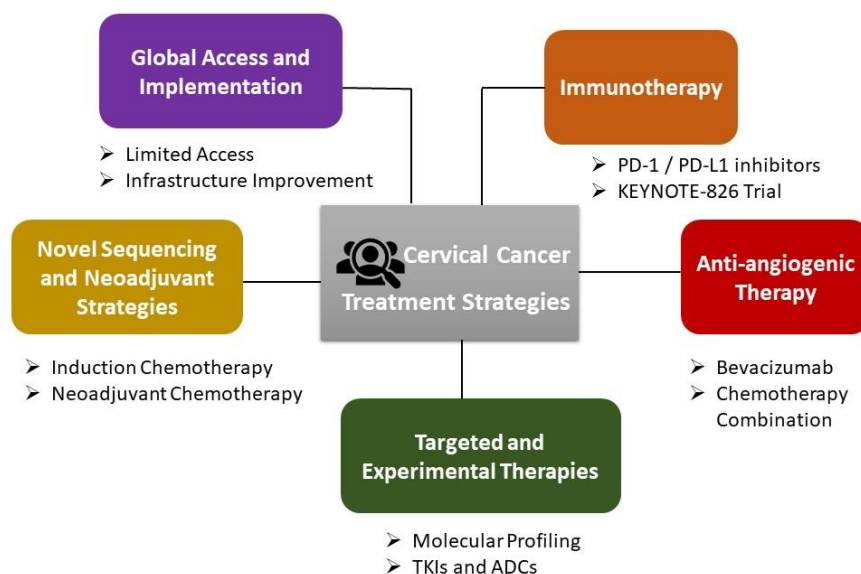 Global Access and
Implementation
➢ Limited Access
➢ Infrastructure Improvement
Immunotherapy
➢ PD-1 / PD-L1 inhibitors
➢ KEYNOTE-826 Trial
Novel Sequencing
and Neoadjuvant
Strategies
➢ Induction Chemotherapy
➢ Neoadjuvant Chemotherapy
Cervical Cancer
Treatment Strategies
Anti-angiogenic
Therapy
➢ Bevacizumab
➢ Chemotherapy
Combination
Targeted and
Experimental Therapies
➢ Molecular Profiling
➢ TKIs and ADCs